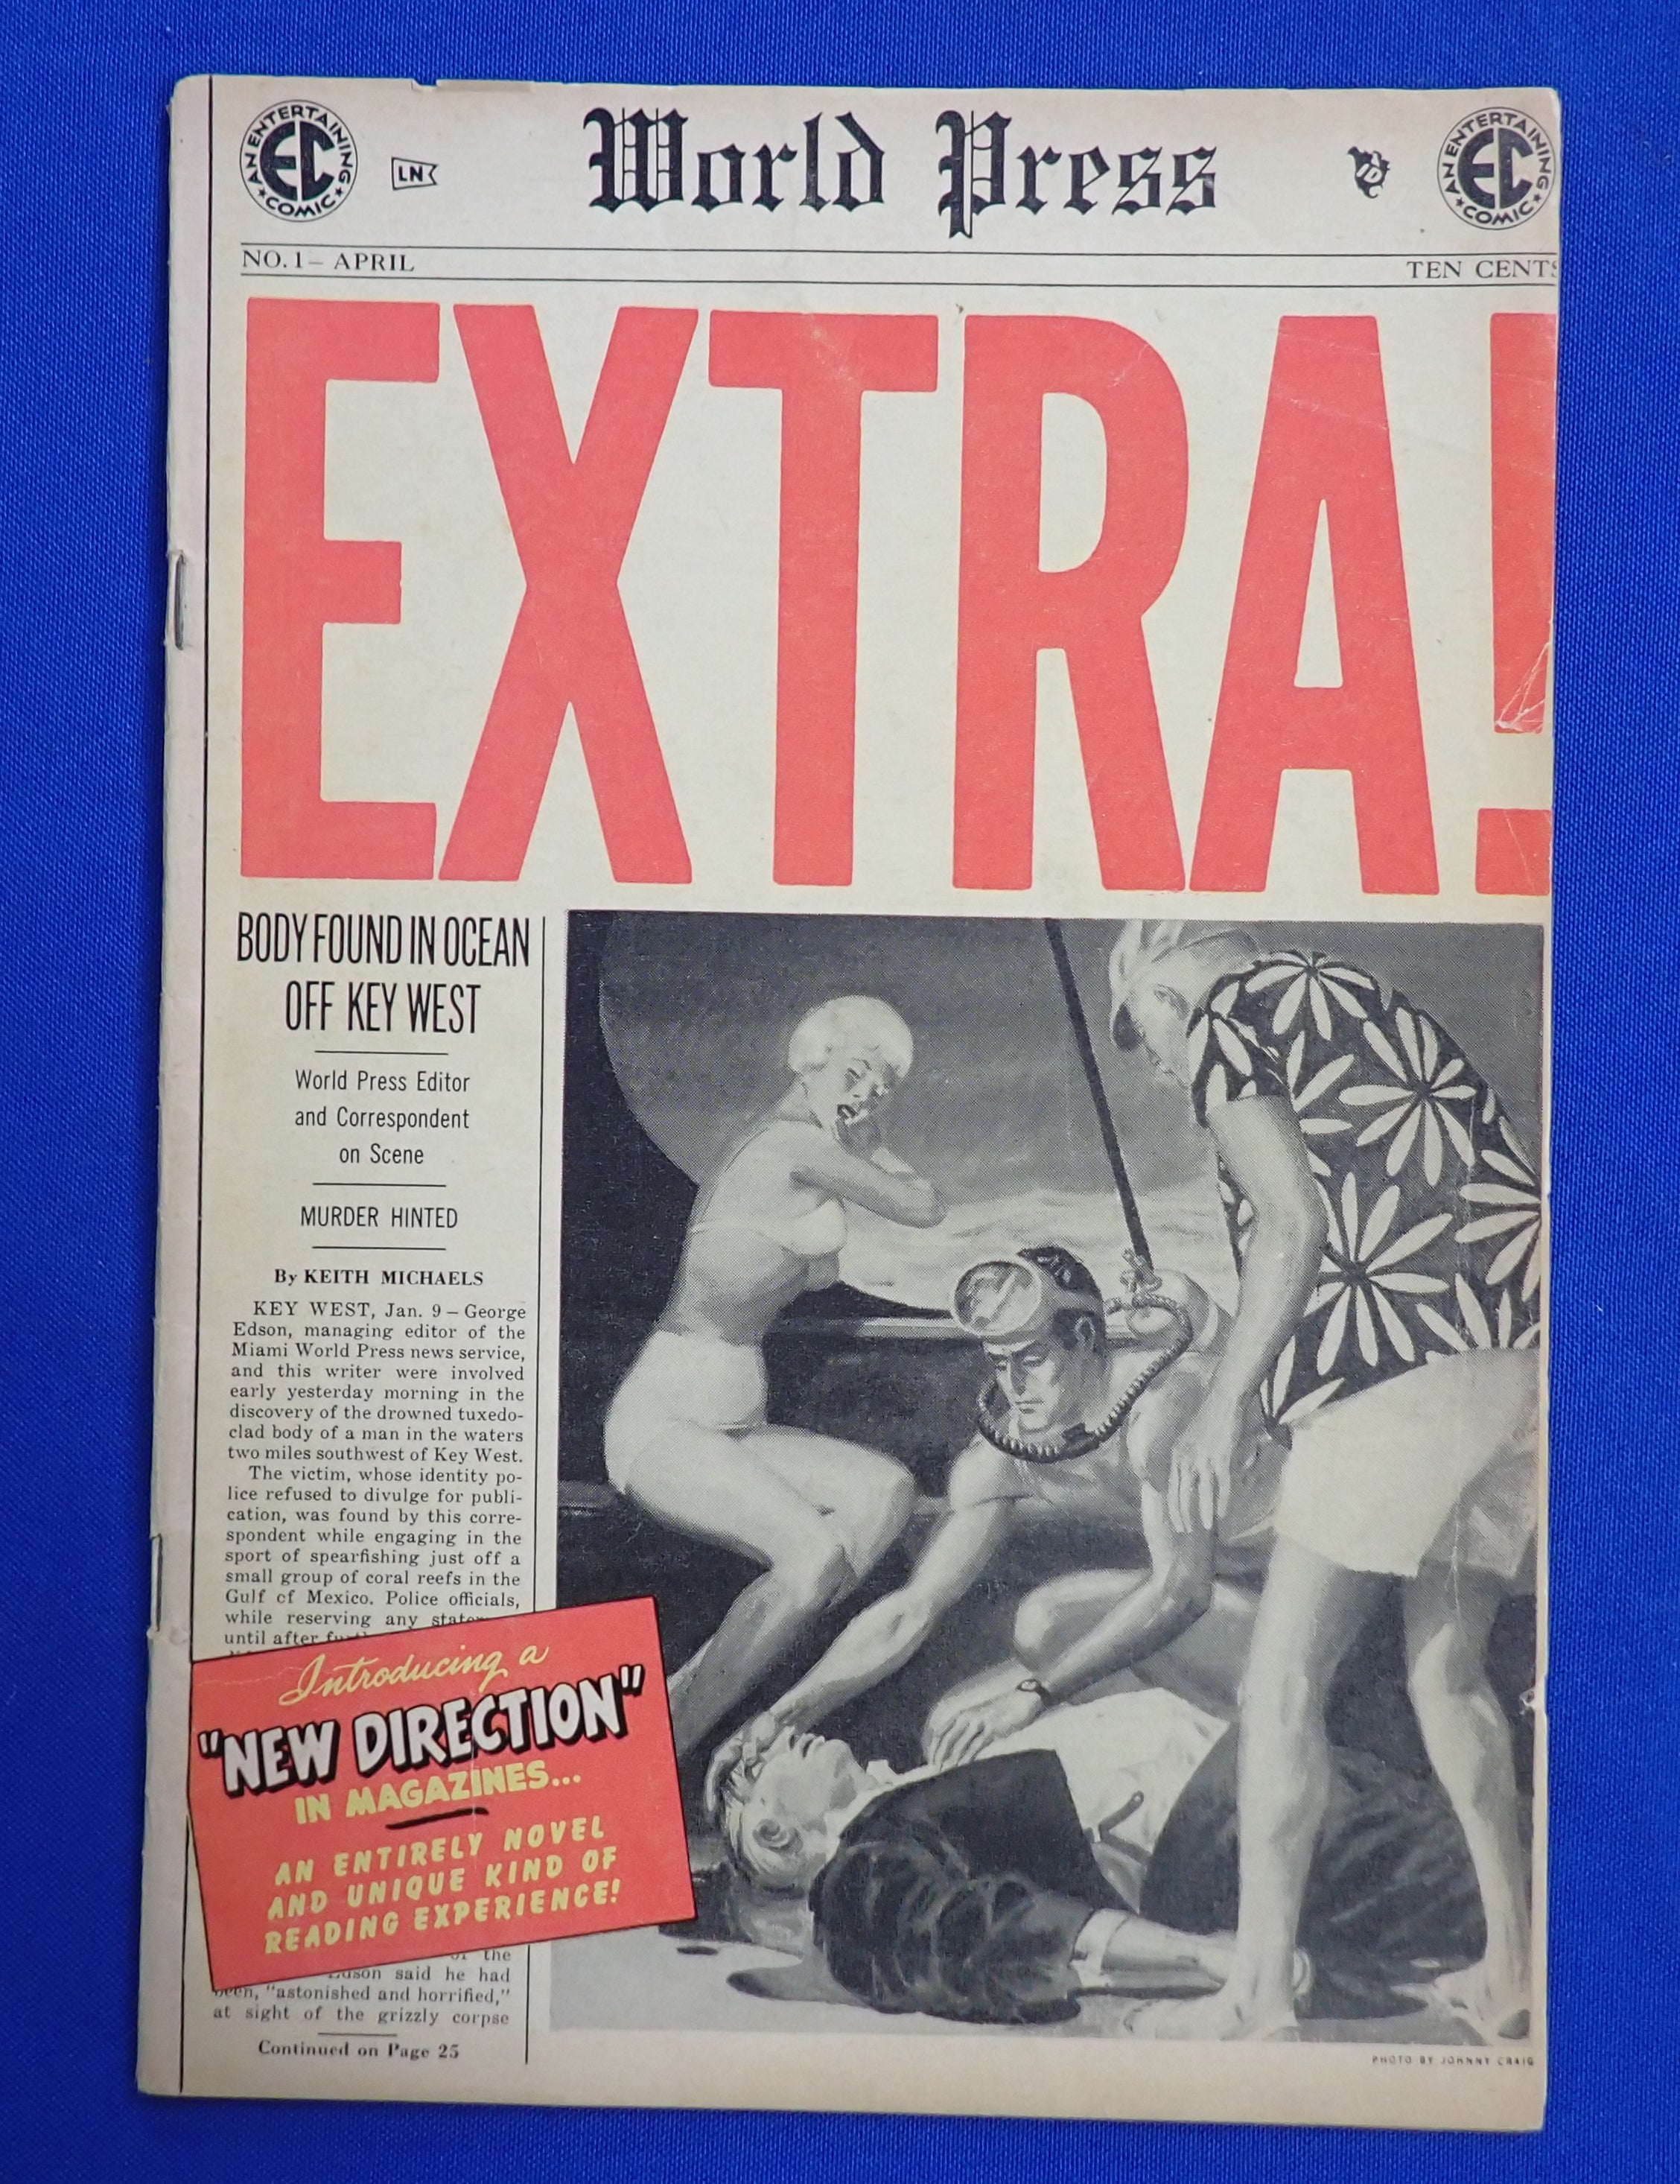 AN ENTERTAINING EC COMIC
LN
World Press
ID
AN ENTERTAINING EC COMIC
NO. 1 – APRIL
TEN CENTS
EXTRA!
BODY FOUND IN OCEAN
OFF KEY WEST
World Press Editor
and Correspondent
on Scene
MURDER HINTED
By KEITH MICHAELS
KEY WEST, Jan. 9 – George
Edson, managing editor of the
Miami World Press news service,
and this writer were involved
early yesterday morning in the
discovery of the drowned tuxedo-
clad body of a man in the waters
two miles southwest of Key West.
The victim, whose identity po-
lice refused to divulge for publi-
cation, was found by this corre-
spondent while engaging in the
sport of spearfishing just off a
small group of coral reefs in the
Gulf of Mexico. Police officials,
while reserving any
until after
Introducing a
"NEW DIRECTION"
IN MAGAZINES...
AN ENTIRELY NOVEL
AND UNIQUE KIND OF
READING EXPERIENCE!
the
said he had
been, "astonished and horrified,"
at sight of the grizzly corpse
Continued on Page 25
PHOTO BY JOHNNY CRAIG